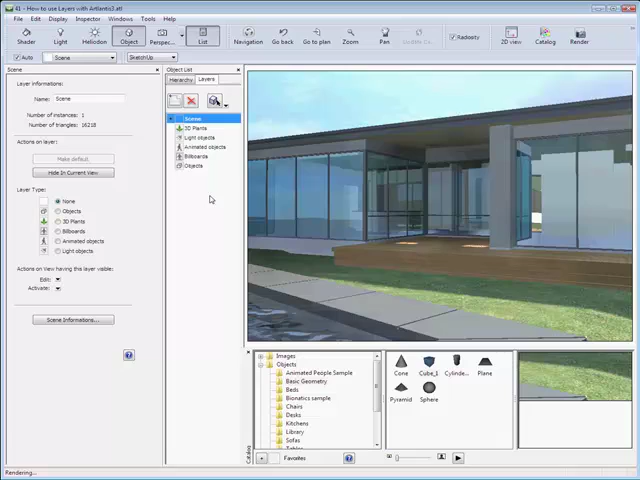 41 - How to use Layers with Artlantis3.atl
File Edit Display Inspector Windows Tools Help
Shader Light Heliodon Object Perspec... List Navigation Go back Go to plan Zoom Pan Radiosity 2D view Catalog Render
Auto Scene SketchUp
Scene
Layer informations:
Name: Scene
Number of instances: 1
Number of triangles: 16218
Actions on layer:
Make default.
Hide In Current View
Layer Type:
None
Objects
3D Plants
Billboards
Animated objects
Light objects
Actions on View having this layer visible:
Edit:
Activate:
Scene Informations...
Object List
Hierarchy Layers
Scene
3D Plants
Light objects
Animated objects
Billboards
Objects
Catalog
Images
Objects
Animated People Sample
Basic Geometry
Beds
Bionatics sample
Chairs
Desks
Kitchens
Library
Sofas
Tables
Favorites
Cone Cube_1 Cylinde... Plane
Pyramid Sphere
Rendering...